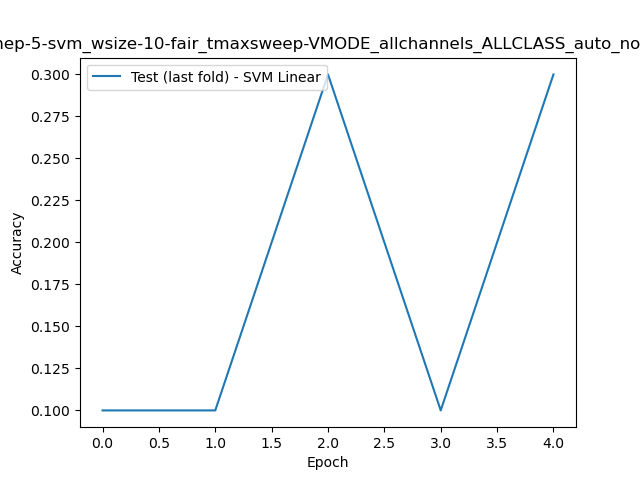 nep-5-svm_wsize-10-fair_tmaxsweep-VMODE_allchannels_ALLCLASS_auto_no
Test (last fold) - SVM Linear
Accuracy
0.300
0.275
0.250
0.225
0.200
0.175
0.150
0.125
0.100
0.0 0.5 1.0 1.5 2.0 2.5 3.0 3.5 4.0
Epoch